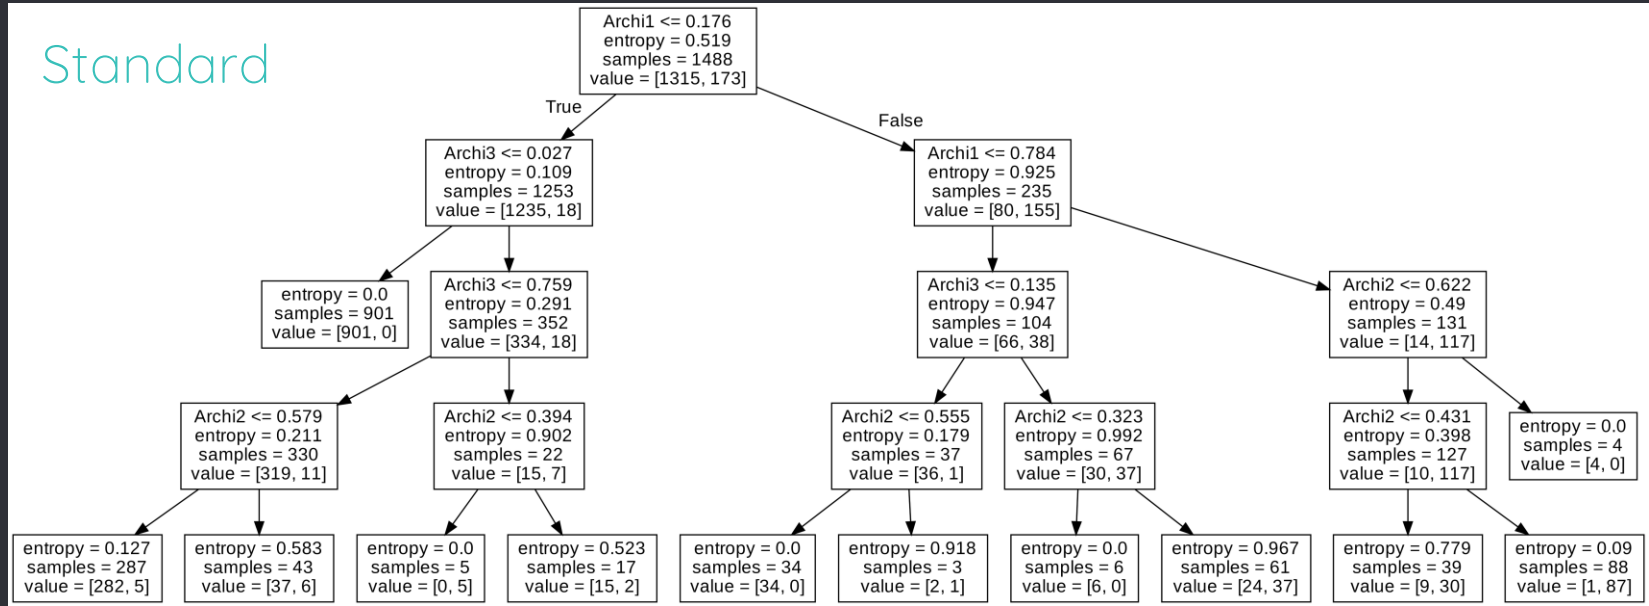 Standard
Archi1 <= 0.176
entropy = 0.519
samples = 1488
value = [1315, 173]
True
False
Archi3 <= 0.027
entropy = 0.109
samples = 1253
value = [1235, 18]
Archi1 <= 0.784
entropy = 0.925
samples = 235
value = [80, 155]
entropy = 0.0
samples = 901
value = [901, 0]
Archi3 <= 0.759
entropy = 0.291
samples = 352
value = [334, 18]
Archi3 <= 0.135
entropy = 0.947
samples = 104
value = [66, 38]
Archi2 <= 0.622
entropy = 0.49
samples = 131
value = [14, 117]
Archi2 <= 0.579
entropy = 0.211
samples = 330
value = [319, 11]
Archi2 <= 0.394
entropy = 0.902
samples = 22
value = [15, 7]
Archi2 <= 0.555
entropy = 0.179
samples = 37
value = [36, 1]
Archi2 <= 0.323
entropy = 0.992
samples = 67
value = [30, 37]
Archi2 <= 0.431
entropy = 0.398
samples = 127
value = [10, 117]
entropy = 0.0
samples = 4
value = [4, 0]
entropy = 0.127
samples = 287
value = [282, 5]
entropy = 0.583
samples = 43
value = [37, 6]
entropy = 0.0
samples = 5
value = [0, 5]
entropy = 0.523
samples = 17
value = [15, 2]
entropy = 0.0
samples = 34
value = [34, 0]
entropy = 0.918
samples = 3
value = [2, 1]
entropy = 0.0
samples = 6
value = [6, 0]
entropy = 0.967
samples = 61
value = [24, 37]
entropy = 0.779
samples = 39
value = [9, 30]
entropy = 0.09
samples = 88
value = [1, 87]